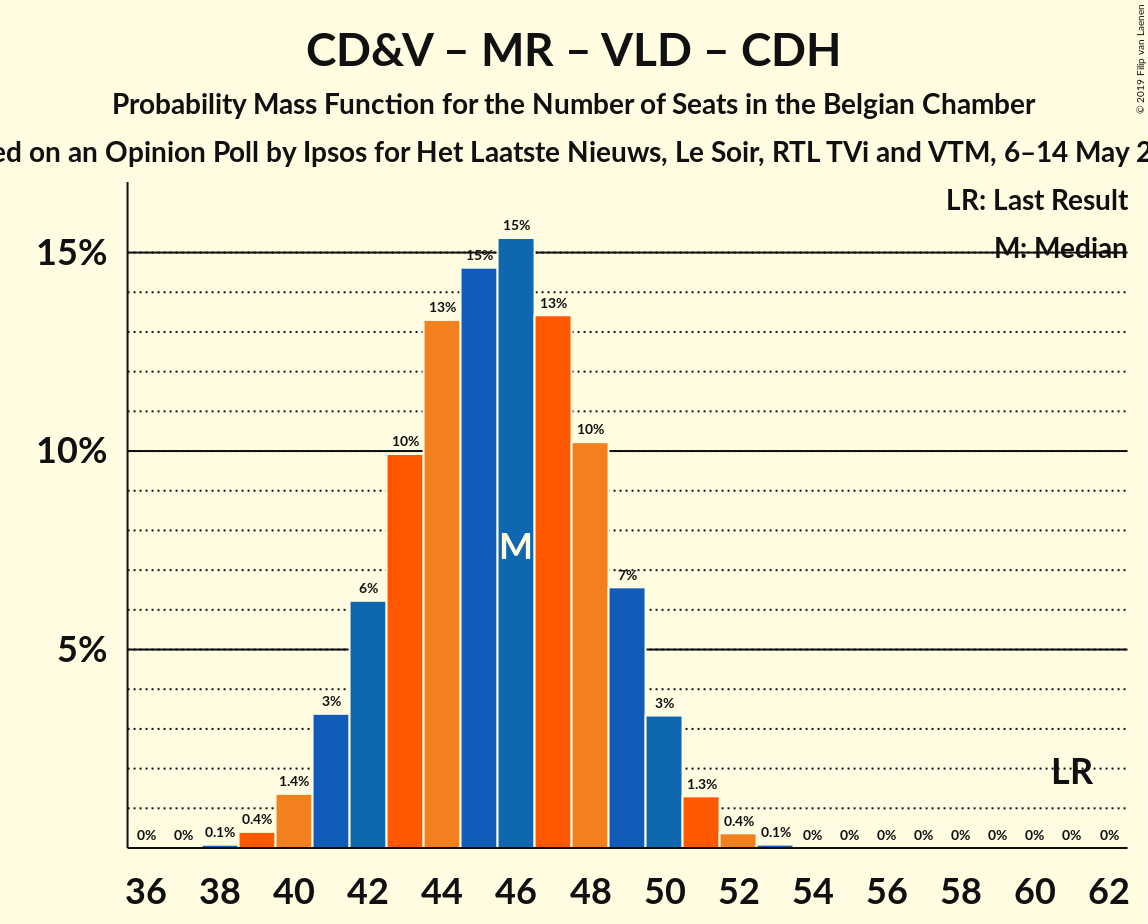 CD&V – MR – VLD – CDH
Probability Mass Function for the Number of Seats in the Belgian Chamber
on an Opinion Poll by Ipsos for Het Laatste Nieuws, Le Soir, RTL TVi and VTM, 6–14 May
© 2019 Filip van Laenen
LR: Last Result
M: Median
15%
10%
5%
0% 0% 0.1% 0.4% 1.4% 3% 6% 10% 13% 15% 15% 13% 10% 7% 3% 1.3% 0.4% 0.1% 0% 0% 0% 0% 0% 0% 0% 0% 0%
M
LR
36 38 40 42 44 46 48 50 52 54 56 58 60 62